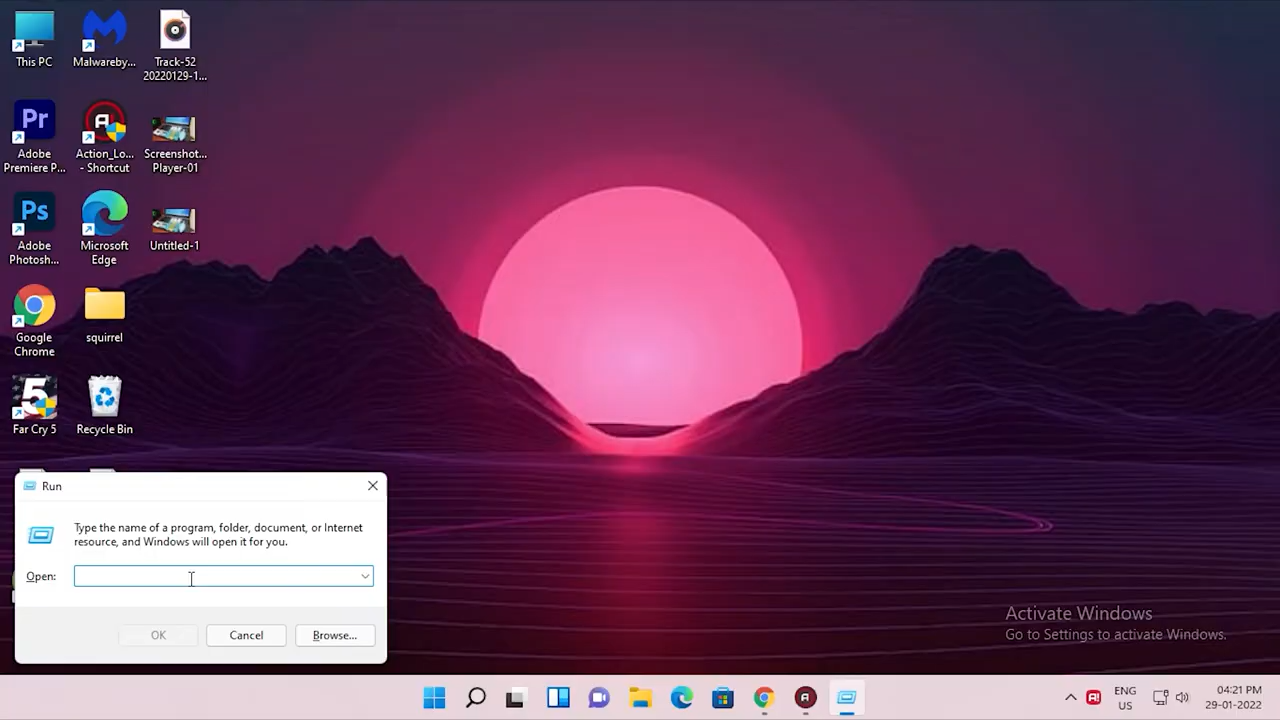 This PC
Malwareby...
Track-52
20220129-1...
Pr
Adobe
Premiere P...
Action_Lo...
- Shortcut
Screenshot...
Player-01
Ps
Adobe
Photosh...
Microsoft
Edge
Untitled-1
Google
Chrome
squirrel
5
Far Cry 5
Recycle Bin
Run
Type the name of a program, folder, document, or Internet
resource, and Windows will open it for you.
Open:
OK
Cancel
Browse...
Activate Windows
Go to Settings to activate Windows.
ENG
US
04:21 PM
29-01-2022